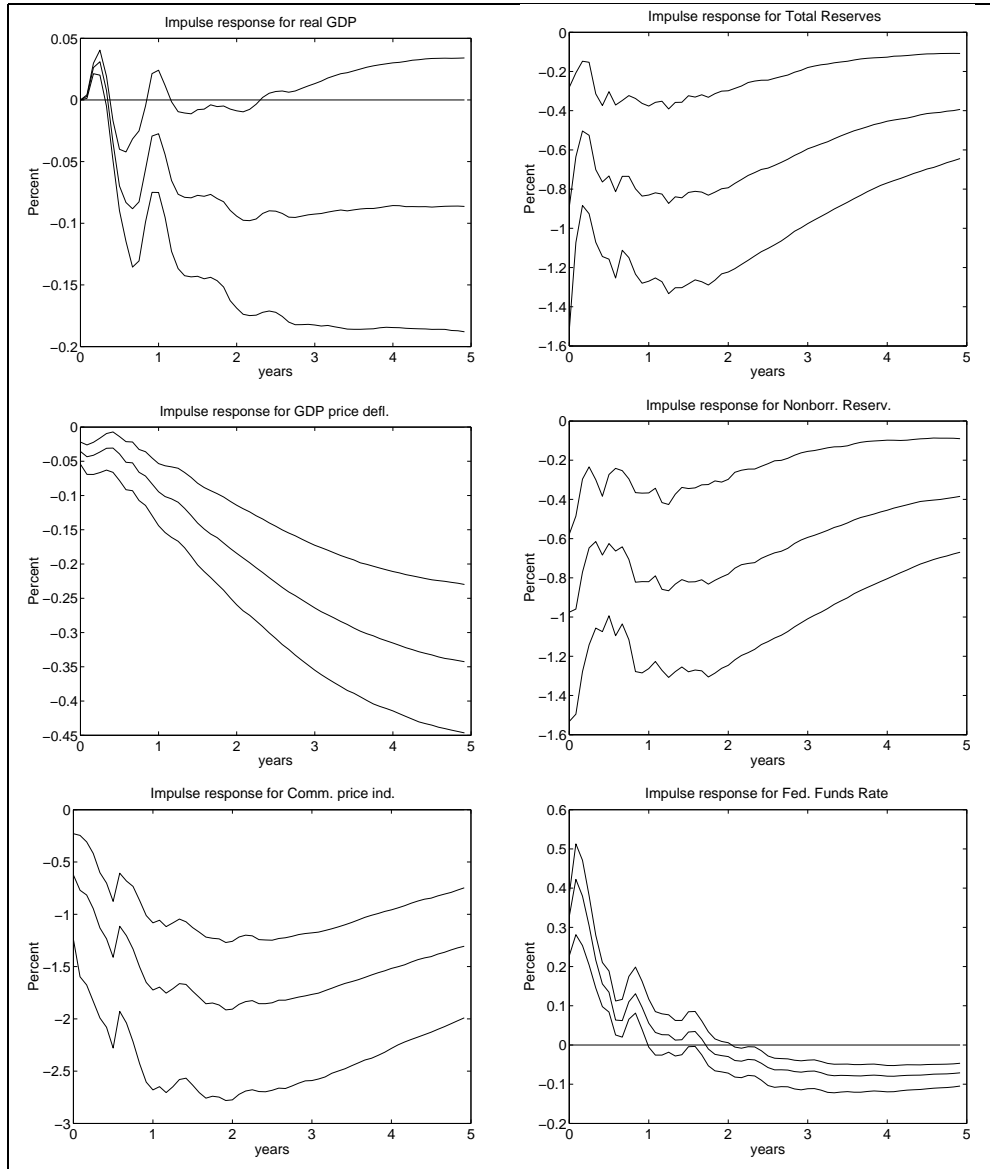 Impulse response for real GDP
0.05
0
−0.05
−0.1
−0.15
−0.2
Percent
0 1 2 3 4 5
years
Impulse response for Total Reserves
0
−0.2
−0.4
−0.6
−0.8
−1
−1.2
−1.4
−1.6
Percent
0 1 2 3 4 5
years
Impulse response for GDP price defl.
0
−0.05
−0.1
−0.15
−0.2
−0.25
−0.3
−0.35
−0.4
−0.45
Percent
0 1 2 3 4 5
years
Impulse response for Nonborr. Reserv.
0
−0.2
−0.4
−0.6
−0.8
−1
−1.2
−1.4
−1.6
Percent
0 1 2 3 4 5
years
Impulse response for Comm. price ind.
0
−0.5
−1
−1.5
−2
−2.5
−3
Percent
0 1 2 3 4 5
years
Impulse response for Fed. Funds Rate
0.6
0.5
0.4
0.3
0.2
0.1
0
−0.1
−0.2
Percent
0 1 2 3 4 5
years